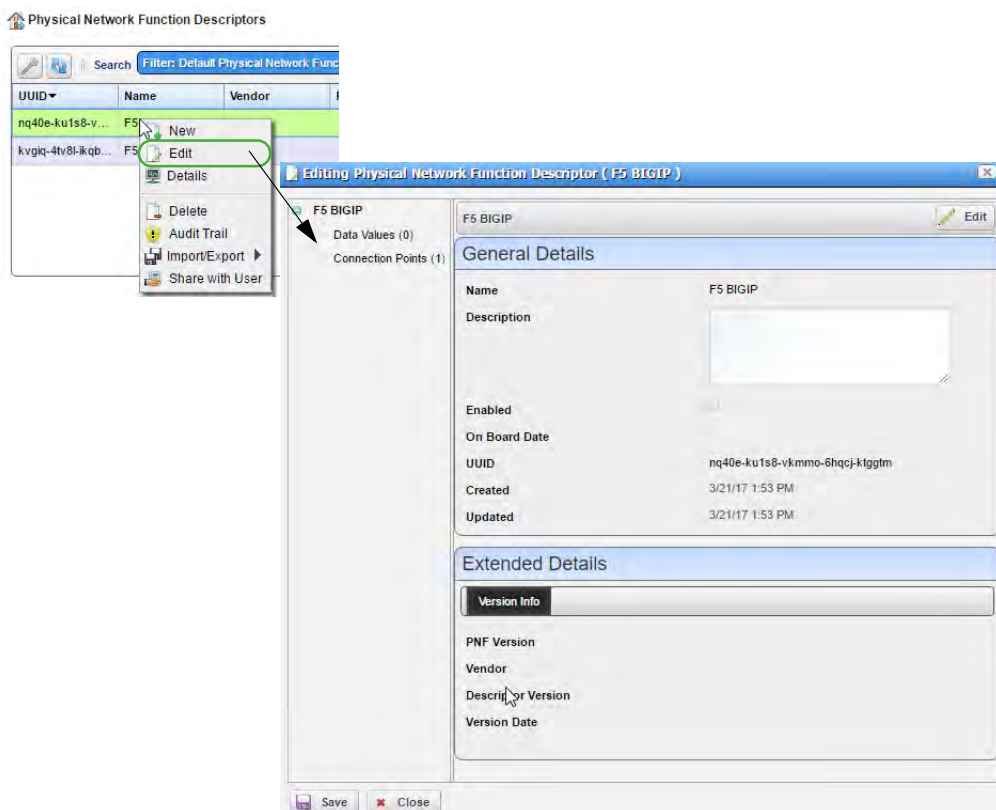 Physical Network Function Descriptors
Search Filter: Default Physical Network Func
UUID Name Vendor
nq40e-ku1s8-v... F5
kvgiq-4tv8l-ikqb... F5
New
Edit
Details
Delete
Audit Trail
Import/Export
Share with User
Editing Physical Network Function Descriptor ( F5 BIGIP )
F5 BIGIP
Data Values (0)
Connection Points (1)
F5 BIGIP Edit
General Details
Name F5 BIGIP
Description
Enabled
On Board Date
UUID nq40e-ku1s8-vkmmo-6hqcj-ktggtm
Created 3/21/17 1:53 PM
Updated 3/21/17 1:53 PM
Extended Details
Version Info
PNF Version
Vendor
Descriptor Version
Version Date
Save Close